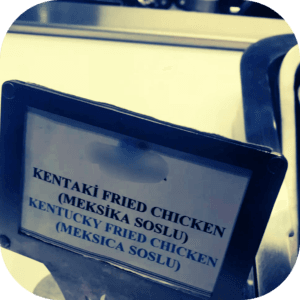 KENTAKİ FRIED CHICKEN
(MEKSİKA SOSLU)
KENTUCKY FRIED CHICKEN
(MEKSICA SOSLU)